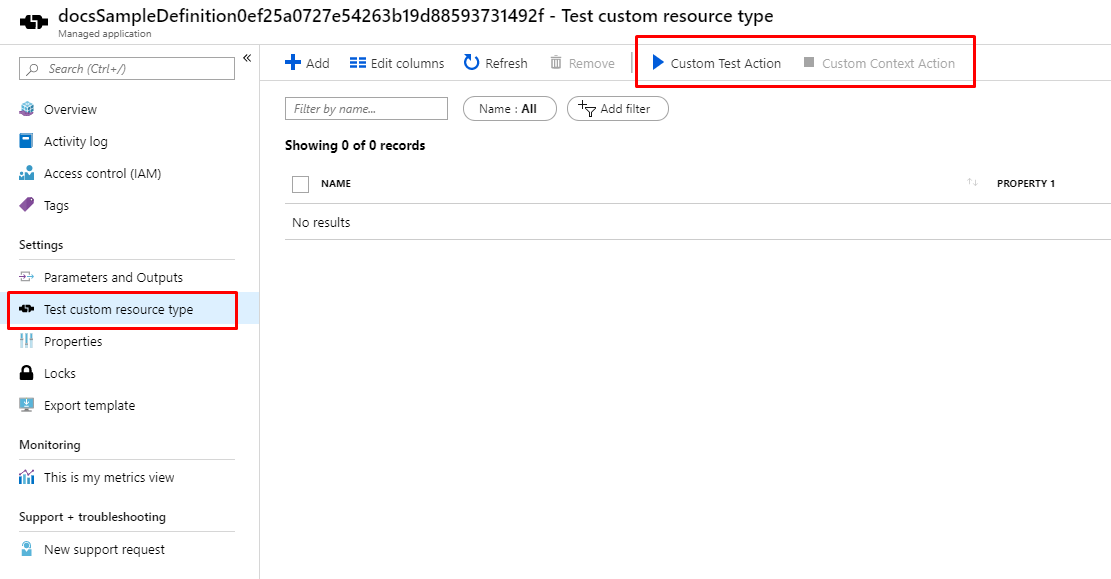 docsSampleDefinition0ef25a0727e54263b19d88593731492f - Test custom resource type
Managed application
Search (Ctrl+/)
«
Overview
Activity log
Access control (IAM)
Tags
Settings
Parameters and Outputs
Test custom resource type
Properties
Locks
Export template
Monitoring
This is my metrics view
Support + troubleshooting
New support request
Add Edit columns Refresh Remove Custom Test Action Custom Context Action
Filter by name... Name : All Add filter
Showing 0 of 0 records
NAME ↑↓ PROPERTY 1
No results